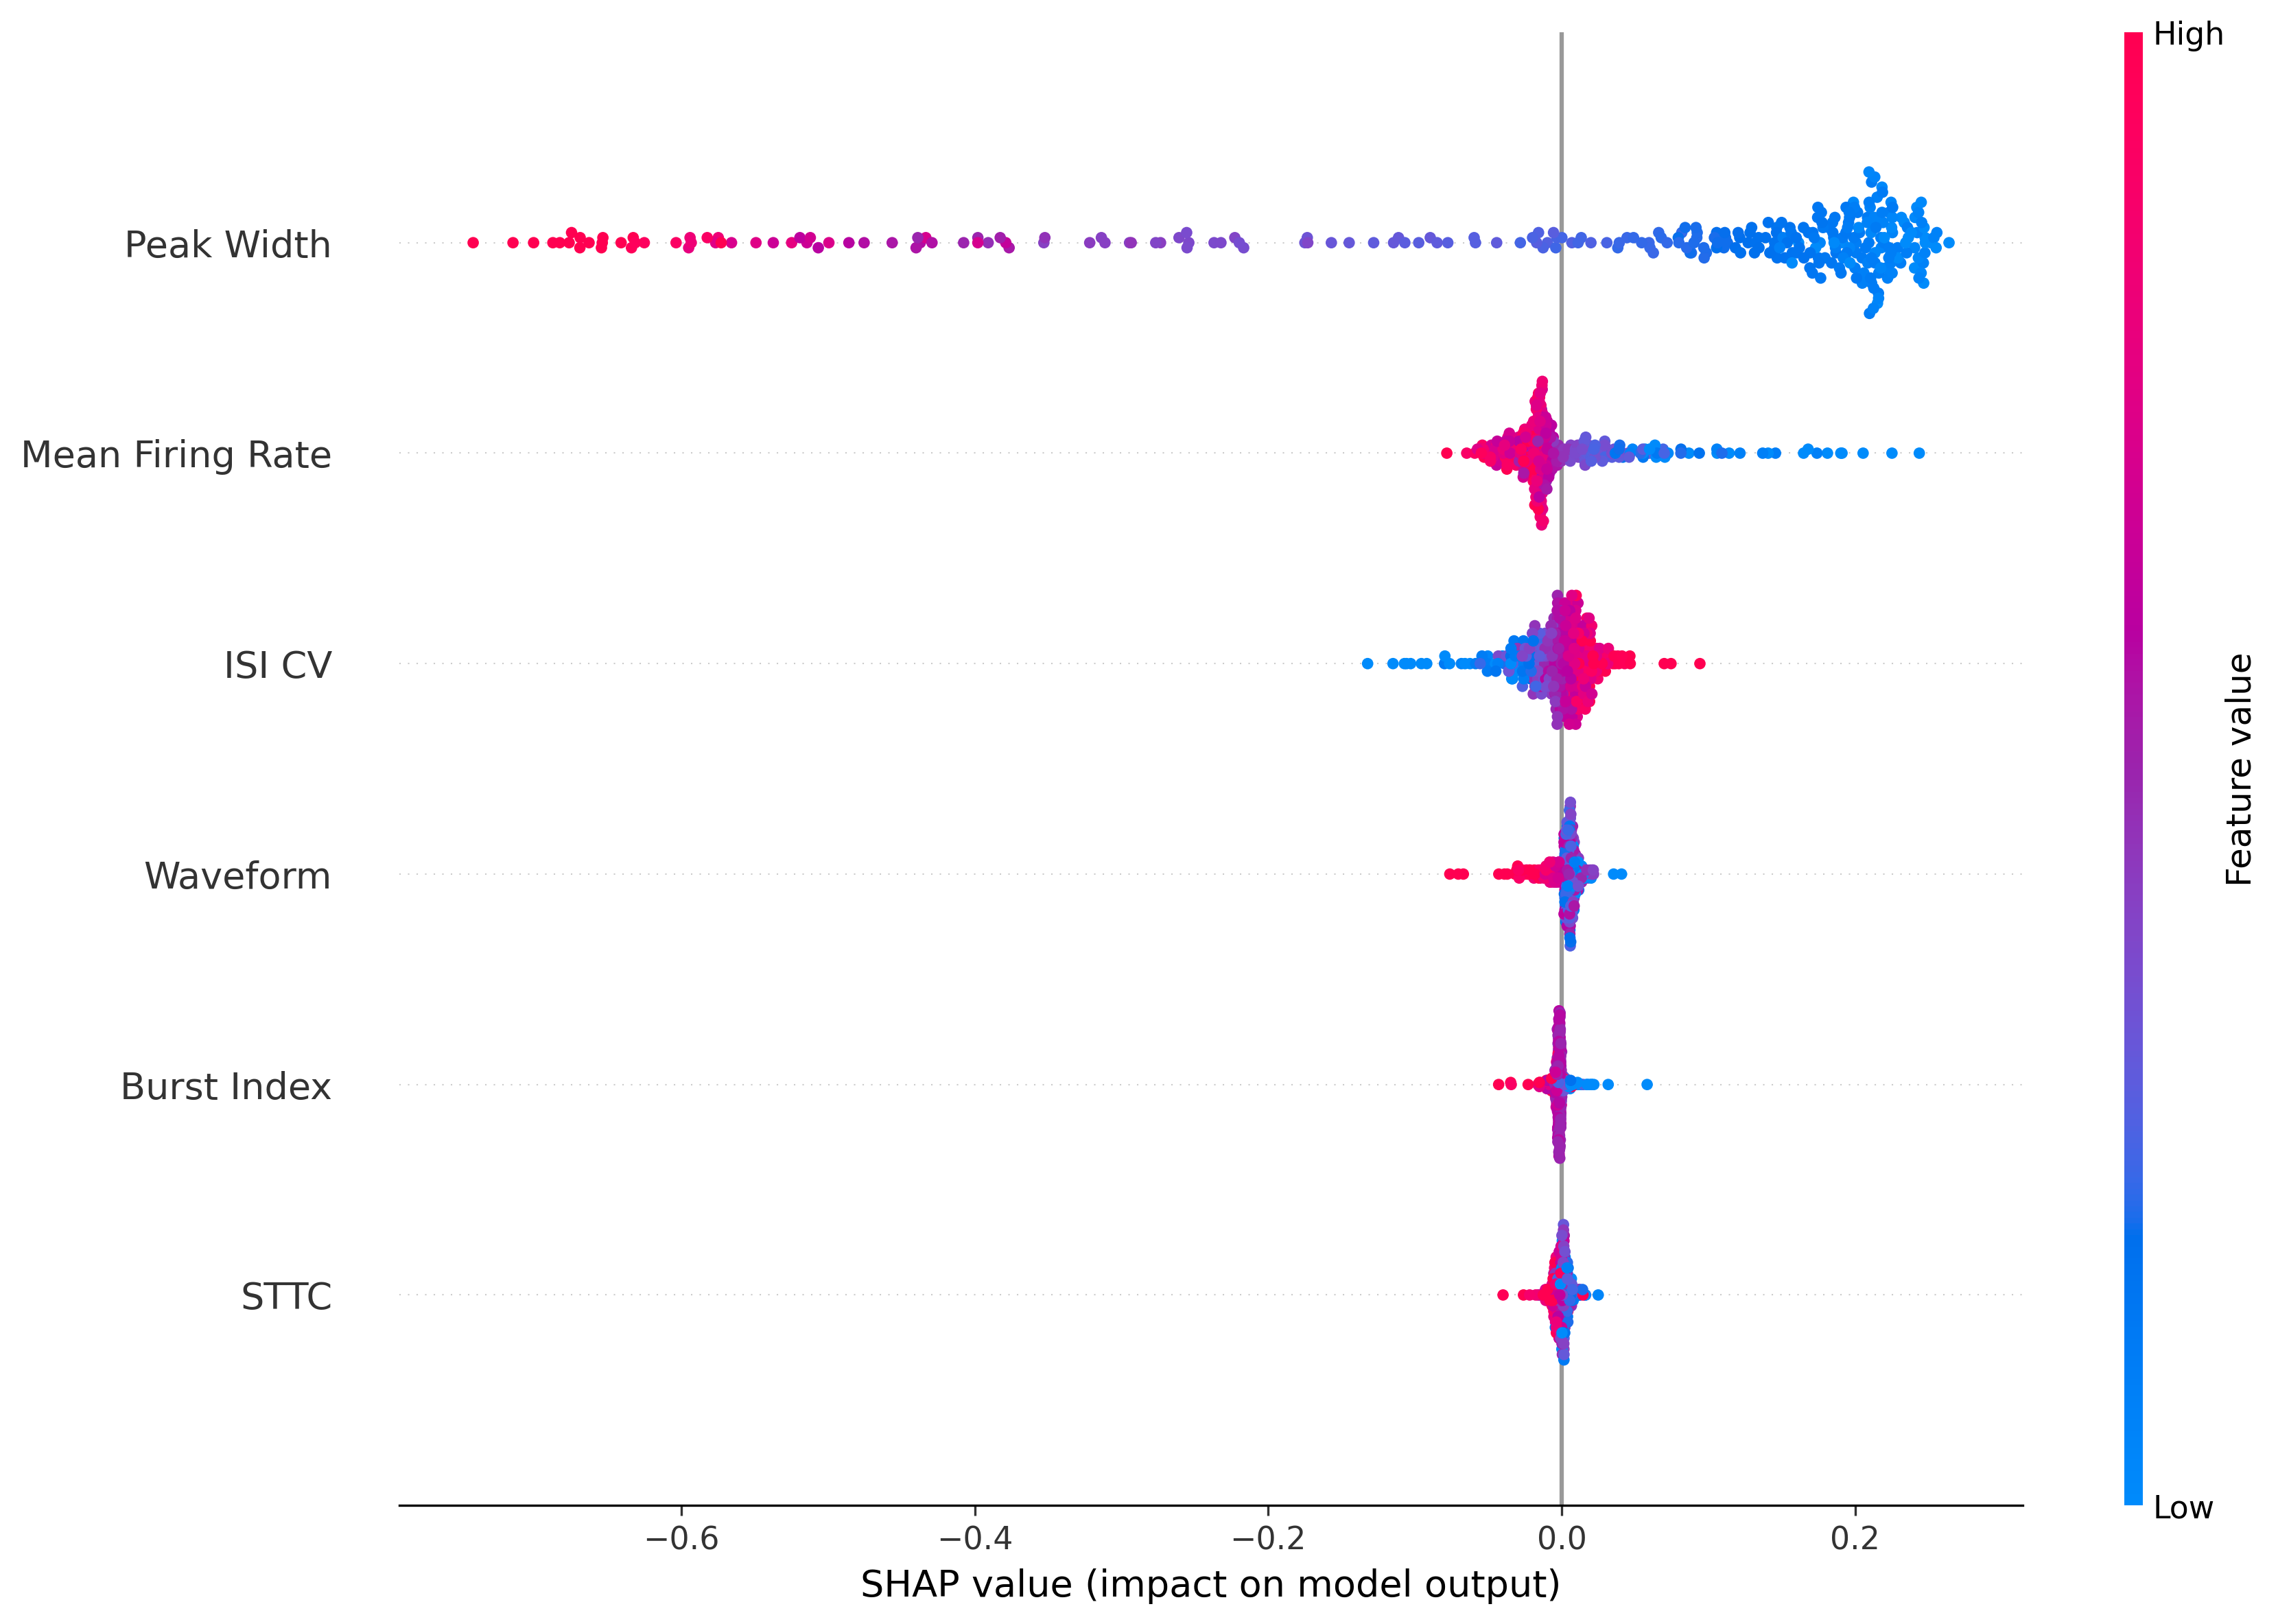 High
Peak Width
Mean Firing Rate
ISI CV
Waveform
Burst Index
STTC
Feature value
Low
−0.6 −0.4 −0.2 0.0 0.2
SHAP value (impact on model output)